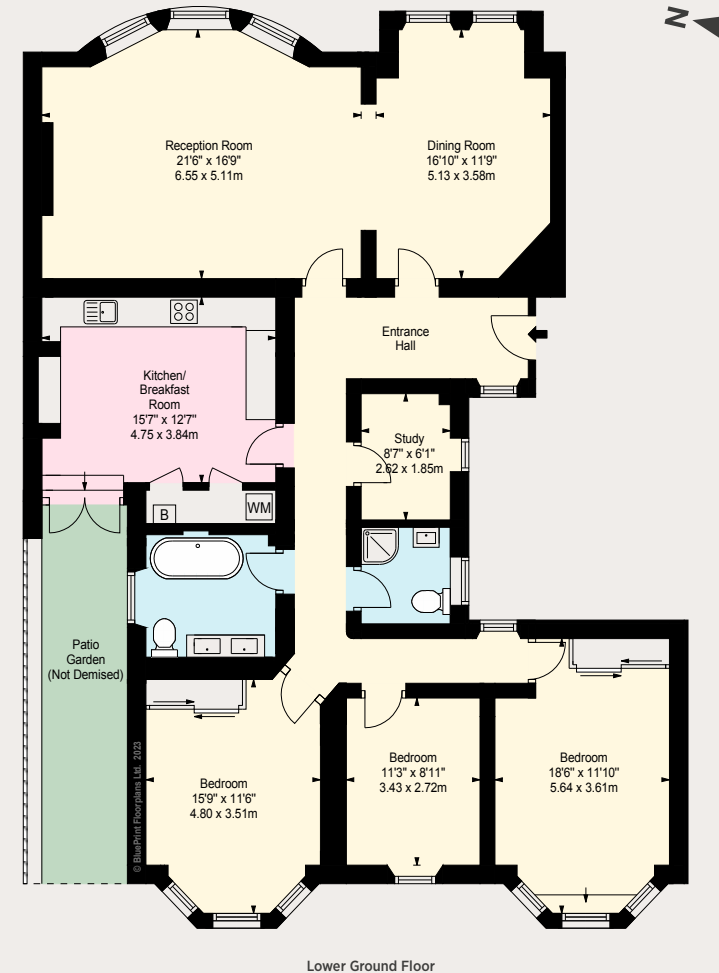 N
Reception Room
21'6" x 16'9"
6.55 x 5.11m
Dining Room
16'10" x 11'9"
5.13 x 3.58m
Entrance
Hall
Kitchen/
Breakfast
Room
15'7" x 12'7"
4.75 x 3.84m
Study
8'7" x 6'1"
2.62 x 1.85m
B
WM
Patio
Garden
(Not Demised)
© BluePrint Floorplans Ltd. 2023
Bedroom
15'9" x 11'6"
4.80 x 3.51m
Bedroom
11'3" x 8'11"
3.43 x 2.72m
Bedroom
18'6" x 11'10"
5.64 x 3.61m
Lower Ground Floor